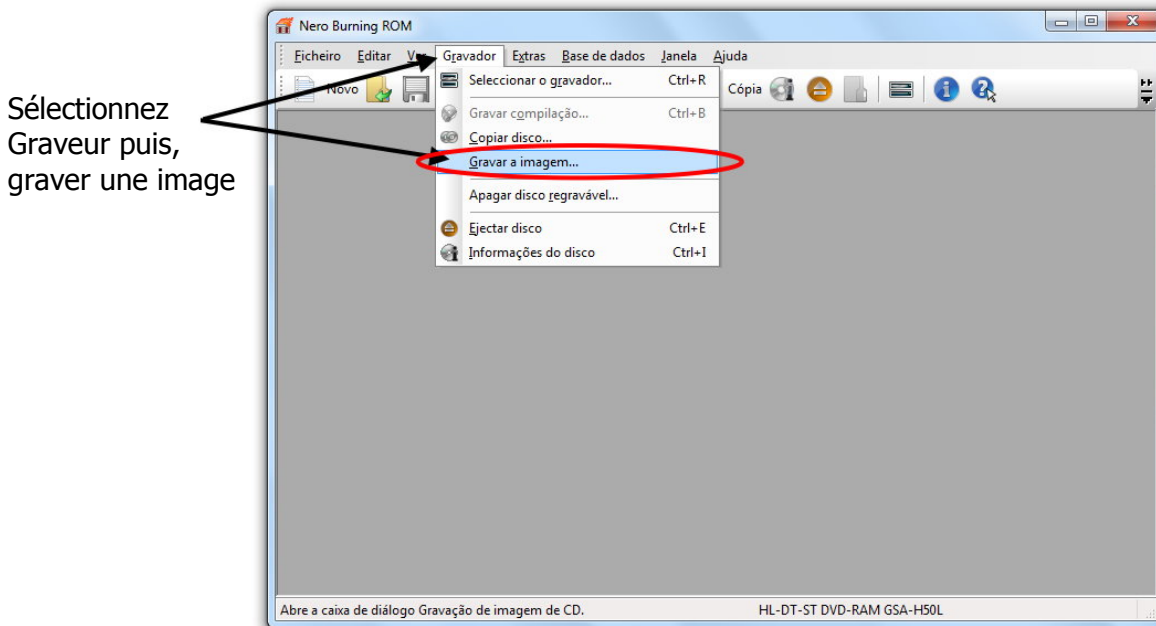 Nero Burning ROM
Ficheiro Editar Ver Gravador Extras Base de dados Janela Ajuda
Novo Cópia
Sélectionnez
Graveur puis,
graver une image
Seleccionar o gravador... Ctrl+R
Gravar compilação... Ctrl+B
Copiar disco...
Gravar a imagem...
Apagar disco regravável...
Ejectar disco Ctrl+E
Informações do disco Ctrl+I
Abre a caixa de diálogo Gravação de imagem de CD. HL-DT-ST DVD-RAM GSA-H50L